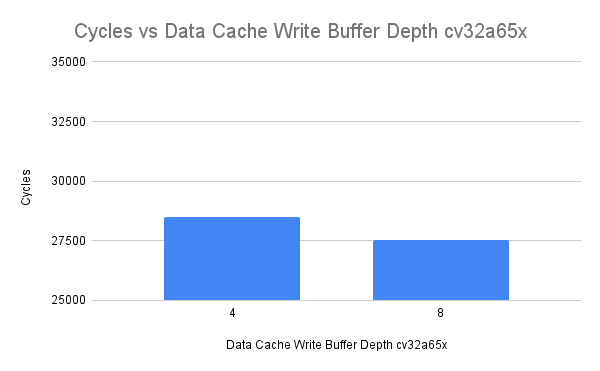 Cycles vs Data Cache Write Buffer Depth cv32a65x
35000
32500
30000
27500
25000
Cycles
4
8
Data Cache Write Buffer Depth cv32a65x